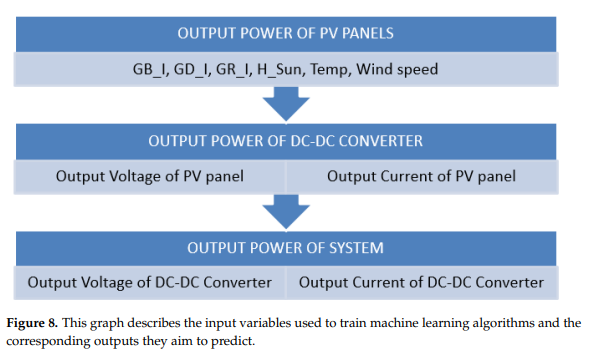 OUTPUT POWER OF PV PANELS
GB_I, GD_I, GR_I, H_Sun, Temp, Wind speed
OUTPUT POWER OF DC-DC CONVERTER
Output Voltage of PV panel
Output Current of PV panel
OUTPUT POWER OF SYSTEM
Output Voltage of DC-DC Converter
Output Current of DC-DC Converter
Figure 8. This graph describes the input variables used to train machine learning algorithms and the
corresponding outputs they aim to predict.